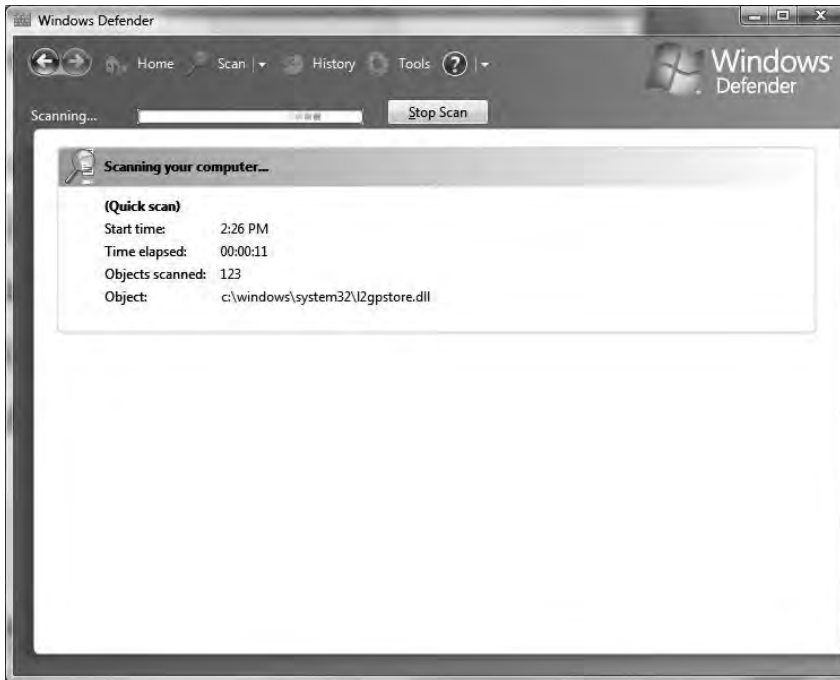 Windows Defender
Home Scan History Tools ?
Windows
Defender
Scanning... Stop Scan
Scanning your computer...
(Quick scan)
Start time: 2:26 PM
Time elapsed: 00:00:11
Objects scanned: 123
Object: c:\windows\system32\l2gpstore.dll